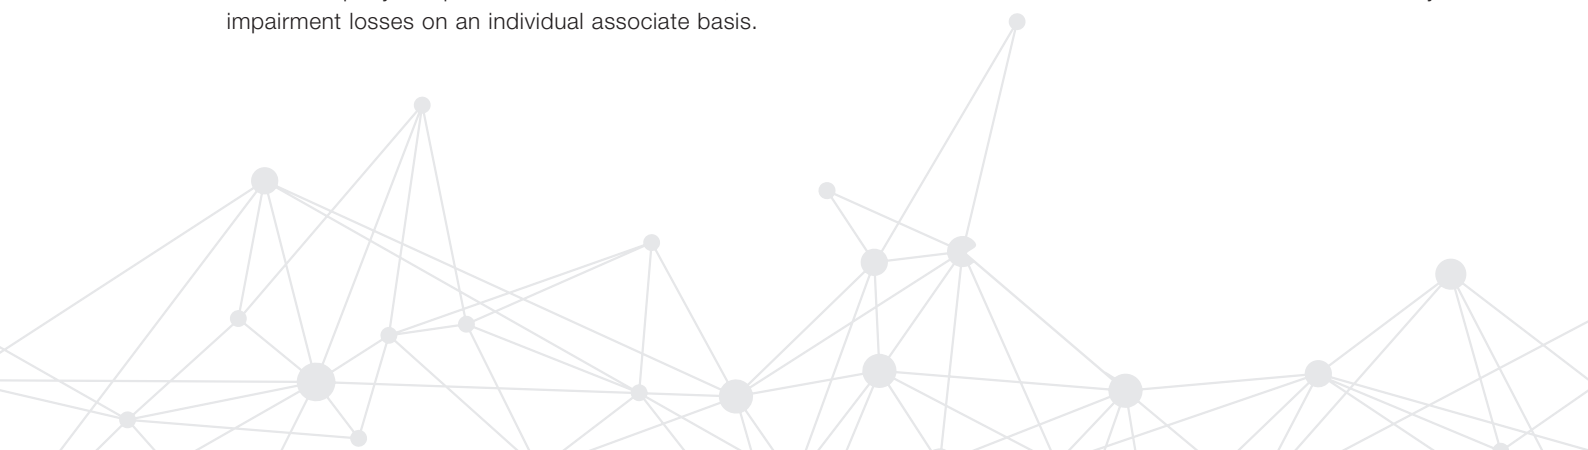 impairment losses on an individual associate basis.